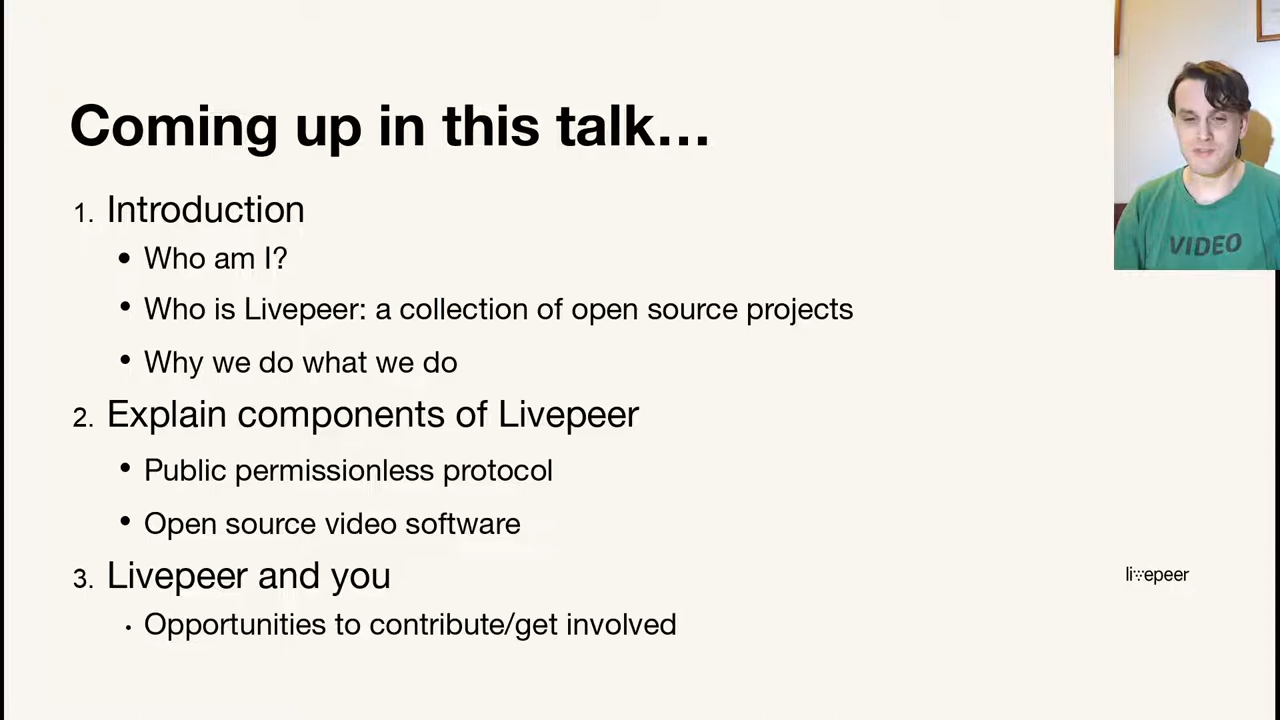 Coming up in this talk…
1. Introduction
• Who am I?
• Who is Livepeer: a collection of open source projects
• Why we do what we do
2. Explain components of Livepeer
• Public permissionless protocol
• Open source video software
3. Livepeer and you
• Opportunities to contribute/get involved
VIDEO
livepeer